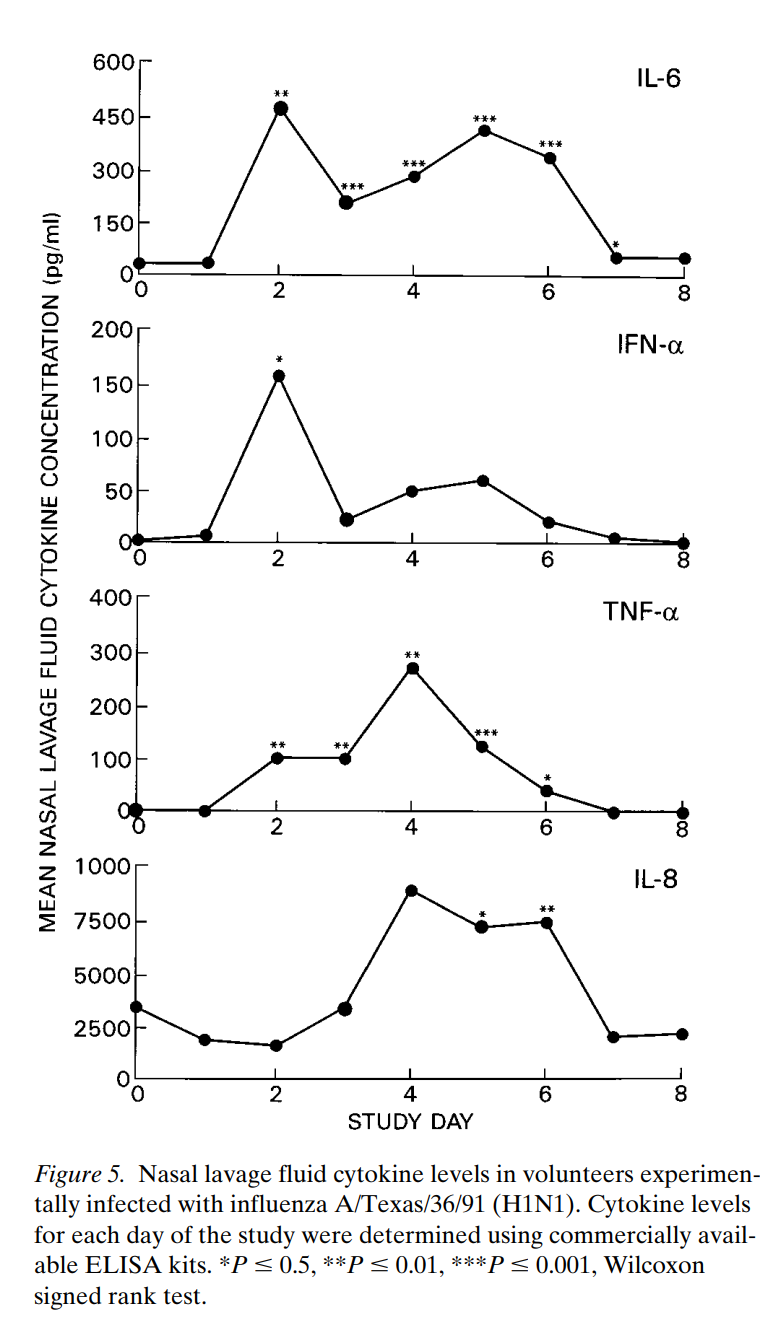 MEAN NASAL LAVAGE FLUID CYTOKINE CONCENTRATION (pg/ml)
IL-6
600
450
300
150
0
** *** *** *** *** *
0 2 4 6 8
IFN-α
200
150
100
50
0
*
0 2 4 6 8
TNF-α
400
300
200
100
0
** ** ** *** *
0 2 4 6 8
IL-8
1000
7500
5000
2500
0
* **
0 2 4 6 8
STUDY DAY
Figure 5. Nasal lavage fluid cytokine levels in volunteers experimen-
tally infected with influenza A/Texas/36/91 (H1N1). Cytokine levels
for each day of the study were determined using commercially avail-
able ELISA kits. *P ≤ 0.5, **P ≤ 0.01, ***P ≤ 0.001, Wilcoxon
signed rank test.